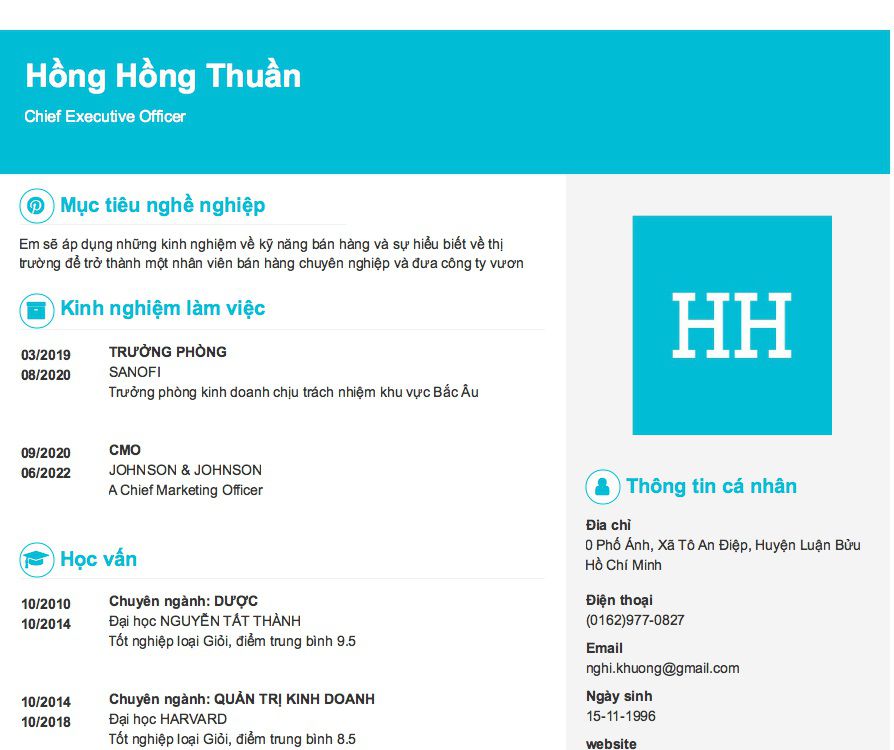 Hồng Hồng Thuần
Chief Executive Officer
Mục tiêu nghề nghiệp
Em sẽ áp dụng những kinh nghiệm về kỹ năng bán hàng và sự hiểu biết về thị
trường để trở thành một nhân viên bán hàng chuyên nghiệp và đưa công ty vươn
Kinh nghiệm làm việc
03/2019
08/2020
TRƯỞNG PHÒNG
SANOFI
Trưởng phòng kinh doanh chịu trách nhiệm khu vực Bắc Âu
09/2020
06/2022
CMO
JOHNSON & JOHNSON
A Chief Marketing Officer
Học vấn
10/2010
10/2014
Chuyên ngành: DƯỢC
Đại học NGUYỄN TẤT THÀNH
Tốt nghiệp loại Giỏi, điểm trung bình 9.5
10/2014
10/2018
Chuyên ngành: QUẢN TRỊ KINH DOANH
Đại học HARVARD
Tốt nghiệp loại Giỏi, điểm trung bình 8.5
HH
Thông tin cá nhân
Địa chỉ
0 Phố Ánh, Xã Tô An Điệp, Huyện Luận Bửu
Hồ Chí Minh
Điện thoại
(0162)977-0827
Email
nghi.khuong@gmail.com
Ngày sinh
15-11-1996
website